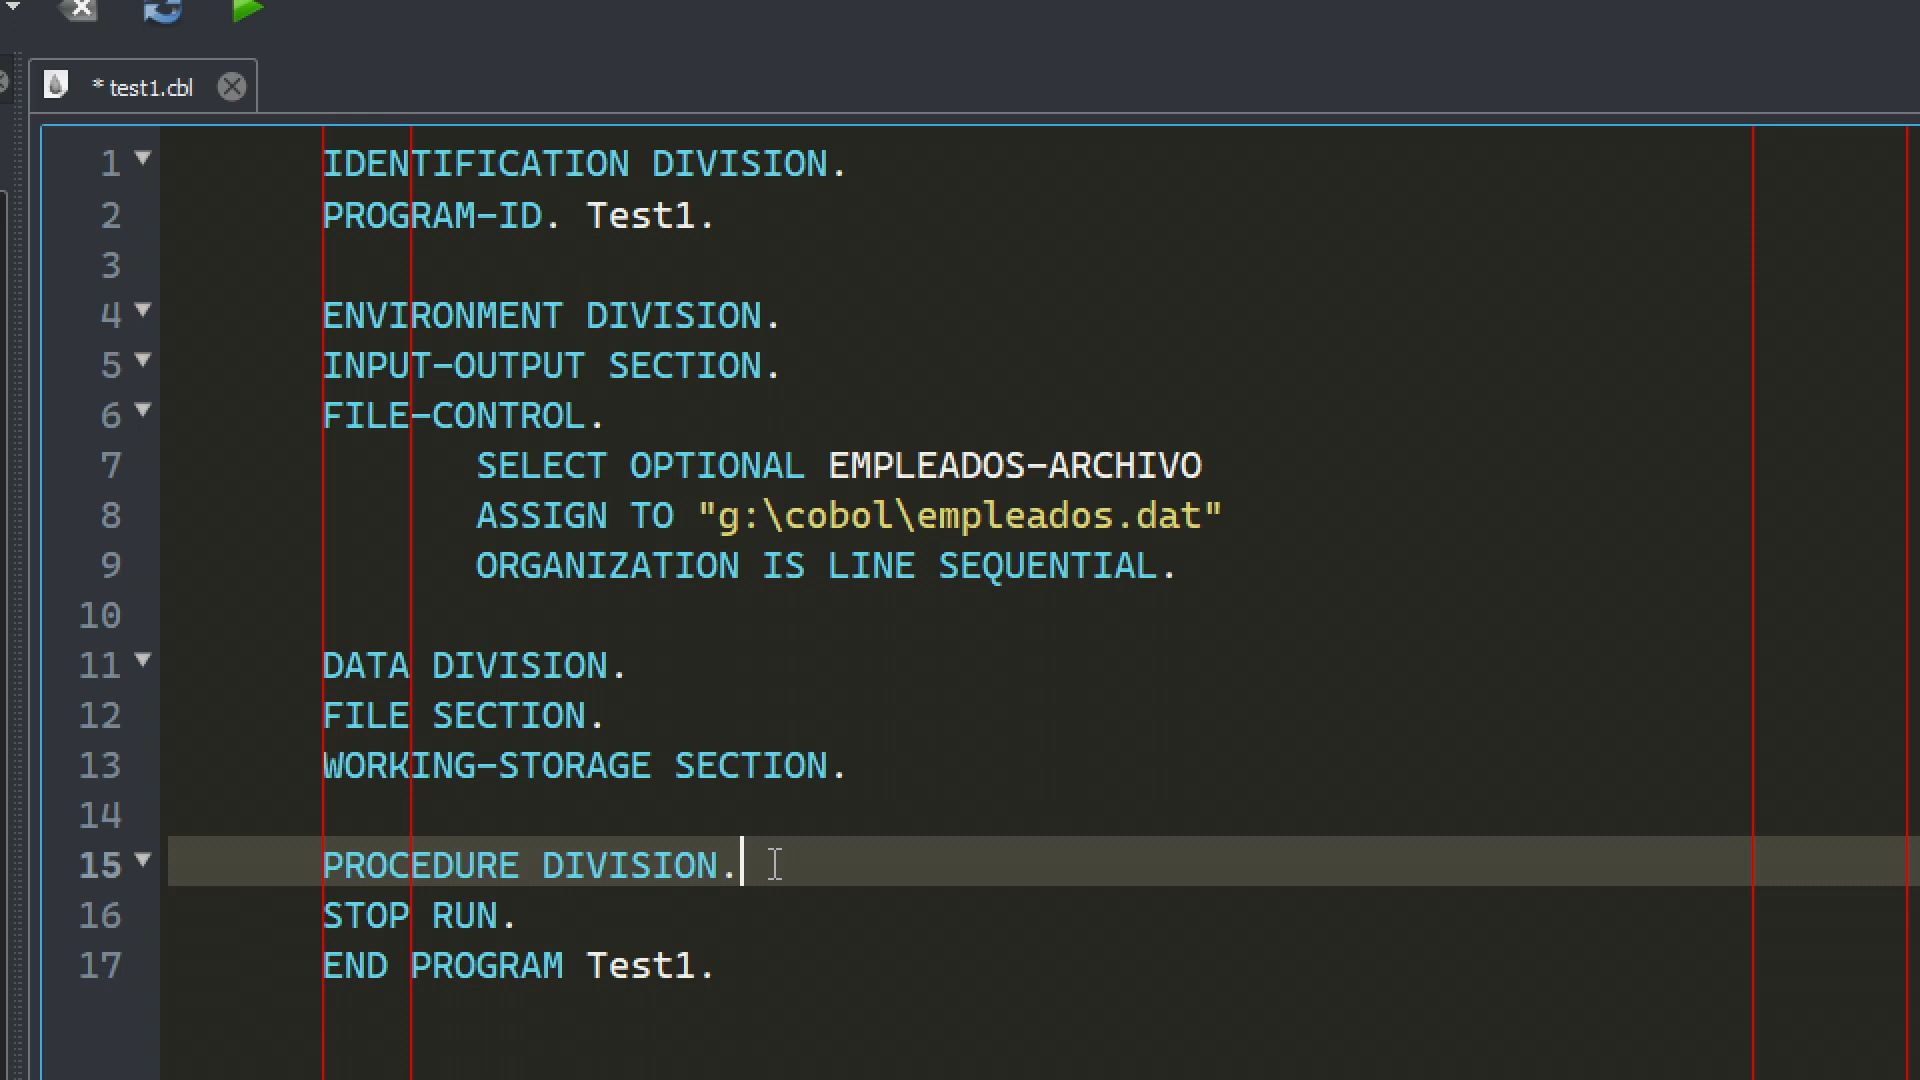 * test1.cbl
1 IDENTIFICATION DIVISION.
2 PROGRAM-ID. Test1.
3
4 ENVIRONMENT DIVISION.
5 INPUT-OUTPUT SECTION.
6 FILE-CONTROL.
7 SELECT OPTIONAL EMPLEADOS-ARCHIVO
8 ASSIGN TO "g:\cobol\empleados.dat"
9 ORGANIZATION IS LINE SEQUENTIAL.
10
11 DATA DIVISION.
12 FILE SECTION.
13 WORKING-STORAGE SECTION.
14
15 PROCEDURE DIVISION.
16 STOP RUN.
17 END PROGRAM Test1.